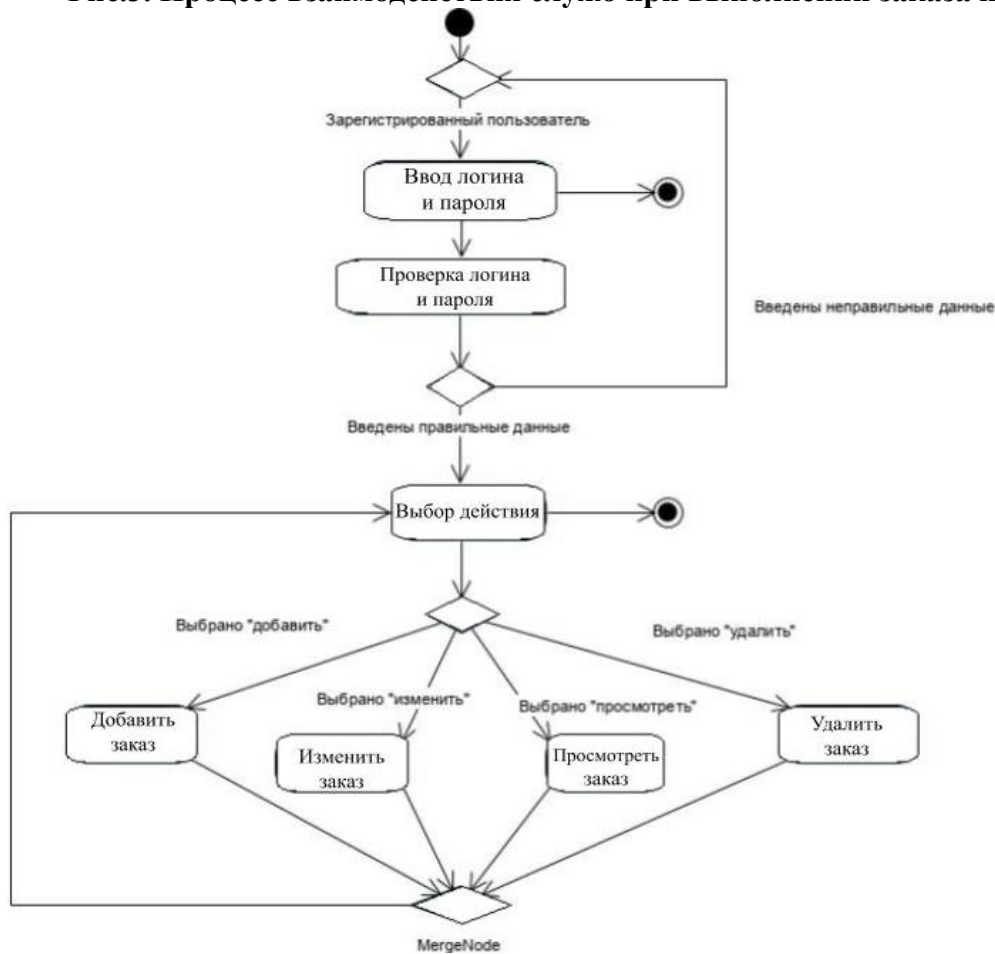 Рис.3. Процесс взаимодействия служб при выполнении заказа
Зарегистрированный пользователь
Ввод логина
и пароля
Проверка логина
и пароля
Введены неправильные данные
Введены правильные данные
Выбор действия
Выбрано "добавить"
Выбрано "удалить"
Выбрано "изменить"
Выбрано "просмотреть"
Добавить
заказ
Изменить
заказ
Просмотреть
заказ
Удалить
заказ
MergeNode